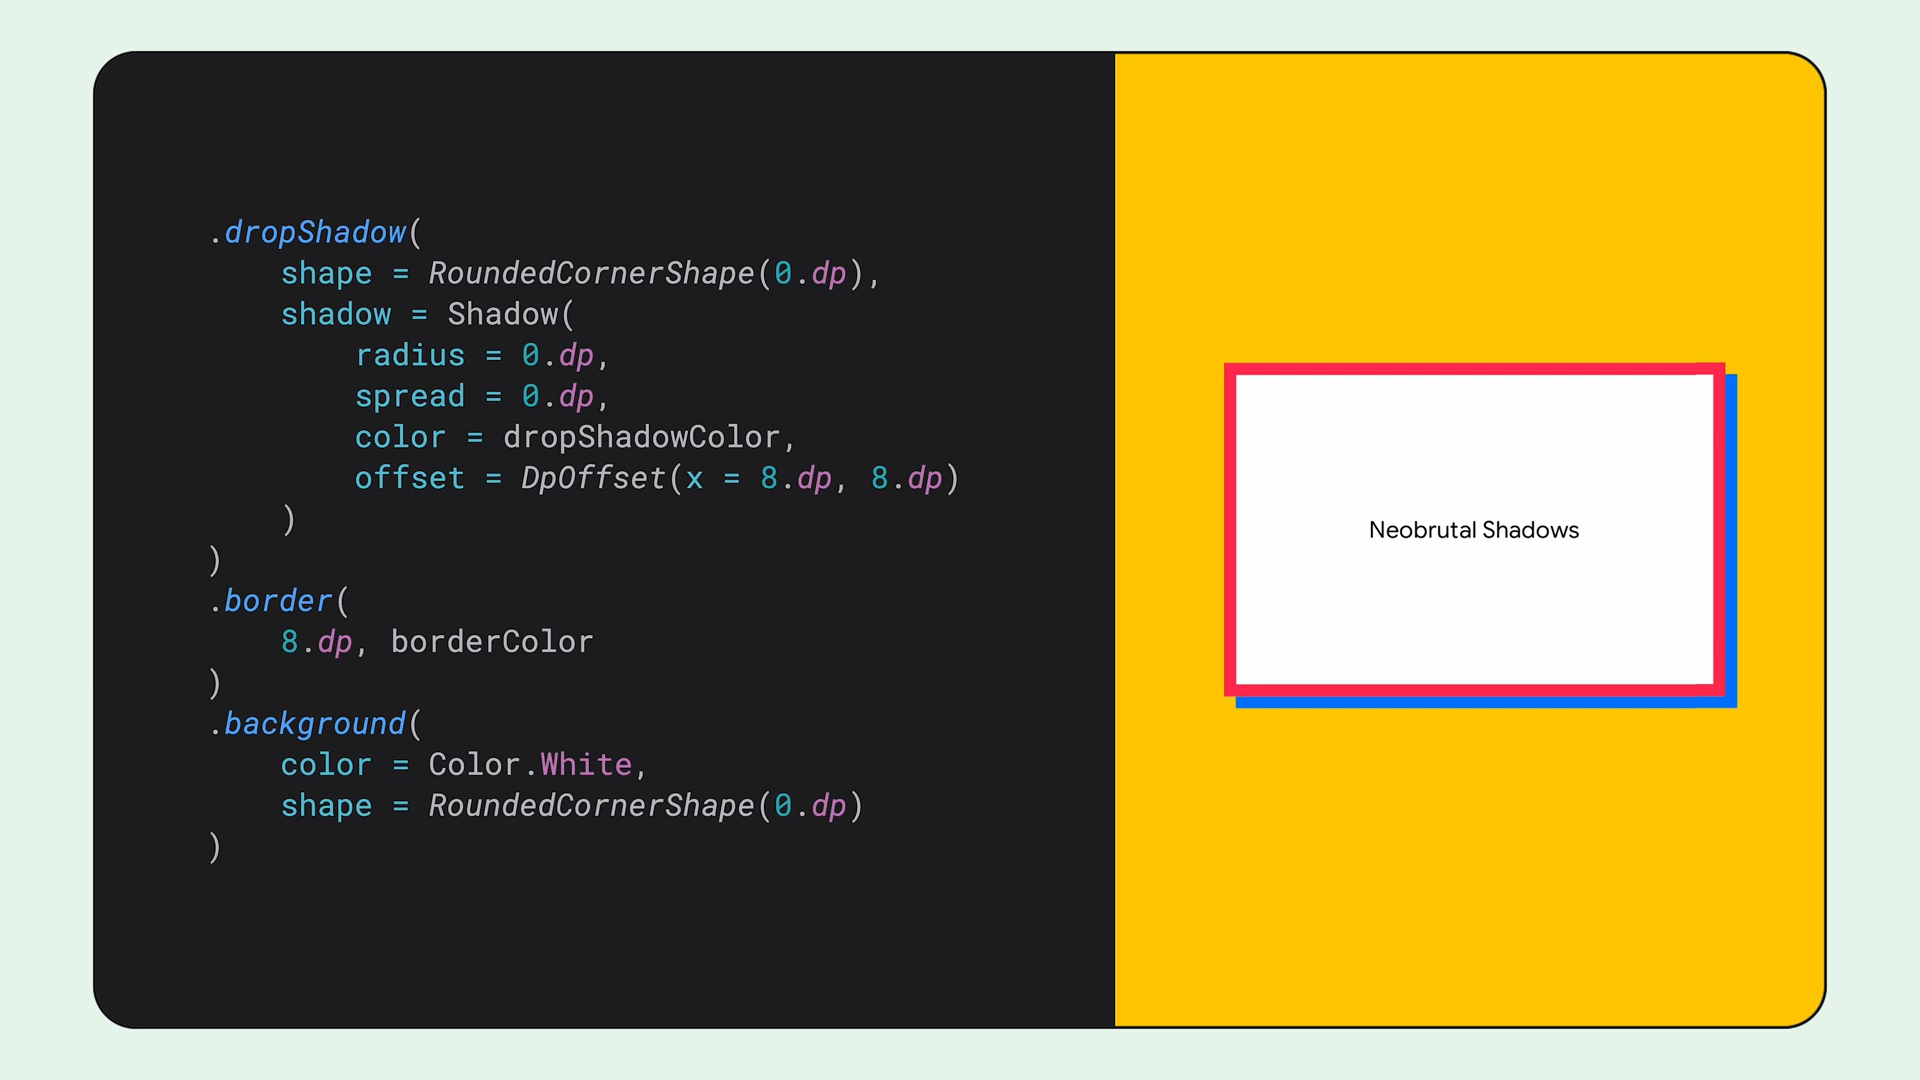 .dropShadow(
    shape = RoundedCornerShape(0.dp),
    shadow = Shadow(
        radius = 0.dp,
        spread = 0.dp,
        color = dropShadowColor,
        offset = DpOffset(x = 8.dp, 8.dp)
    )
)
.border(
    8.dp, borderColor
)
.background(
    color = Color.White,
    shape = RoundedCornerShape(0.dp)
)
Neobrutal Shadows